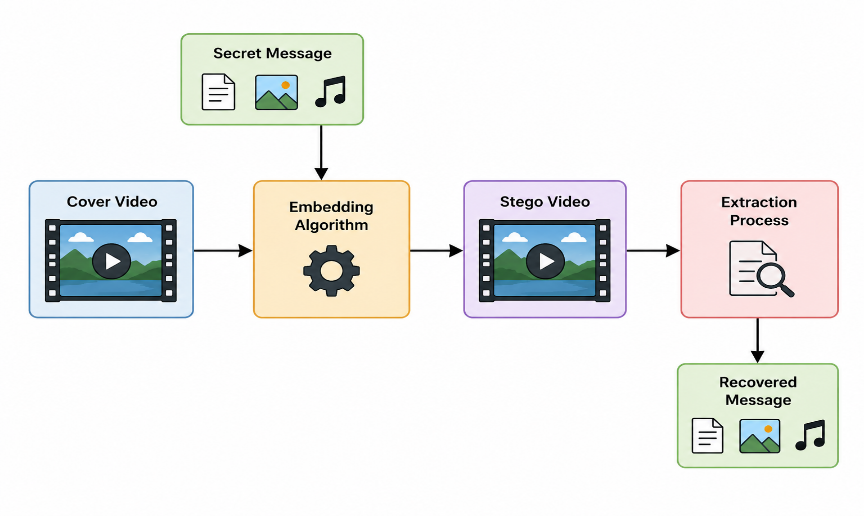 Secret Message
Cover Video
Embedding
Algorithm
Stego Video
Extraction
Process
Recovered
Message